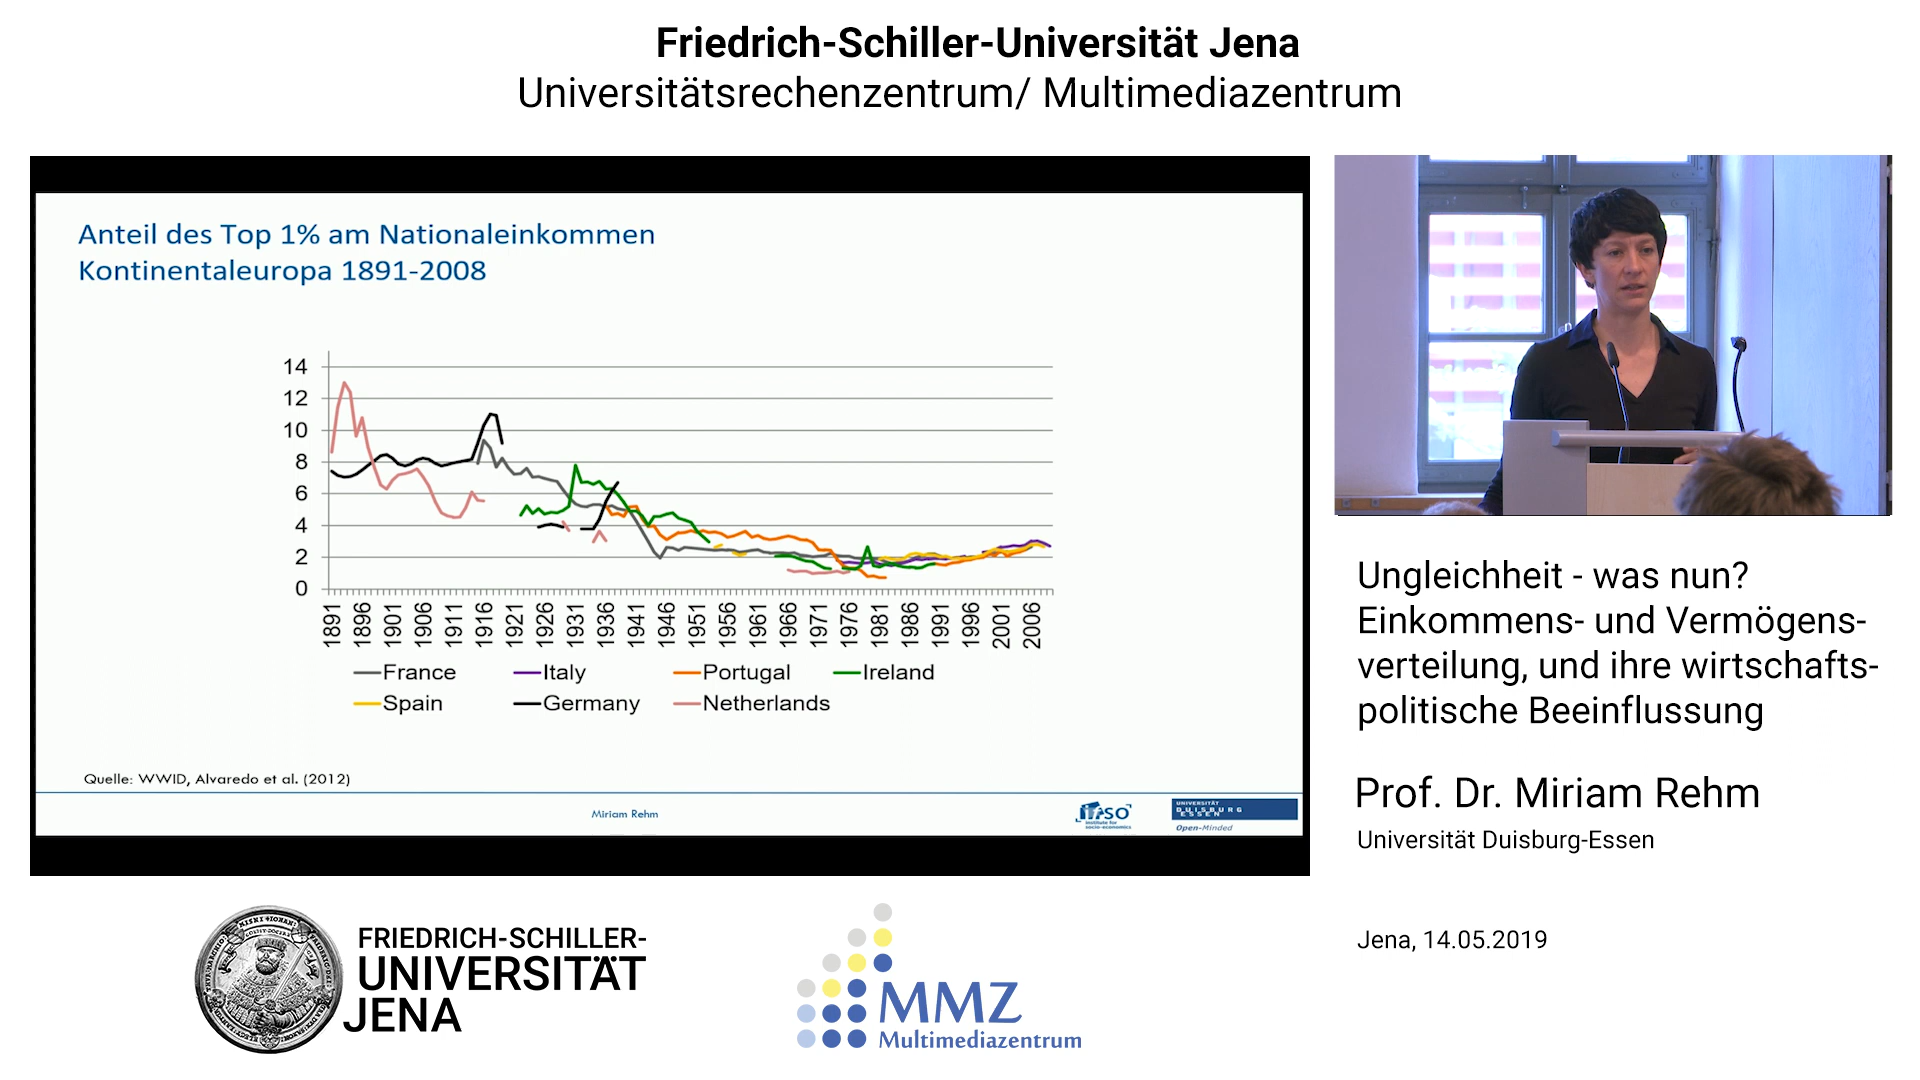 Friedrich-Schiller-Universität Jena
Universitätsrechenzentrum/ Multimediazentrum
Anteil des Top 1% am Nationaleinkommen
Kontinentaleuropa 1891-2008
14
12
10
8
6
4
2
0
1891 1896 1901 1906 1911 1916 1921 1926 1931 1936 1941 1946 1951 1956 1961 1966 1971 1976 1981 1986 1991 1996 2001 2006
France Italy Portugal Ireland
Spain Germany Netherlands
Quelle: WWID, Alvaredo et al. (2012)
Miriam Rehm
institute for
socio-economics
UNIVERSITÄT
DUISBURG
ESSEN
Open-Minded
Ungleichheit - was nun?
Einkommens- und Vermögens-
verteilung, und ihre wirtschafts-
politische Beeinflussung
Prof. Dr. Miriam Rehm
Universität Duisburg-Essen
Jena, 14.05.2019
FRIEDRICH-SCHILLER-
UNIVERSITÄT
JENA
MMZ
Multimediazentrum